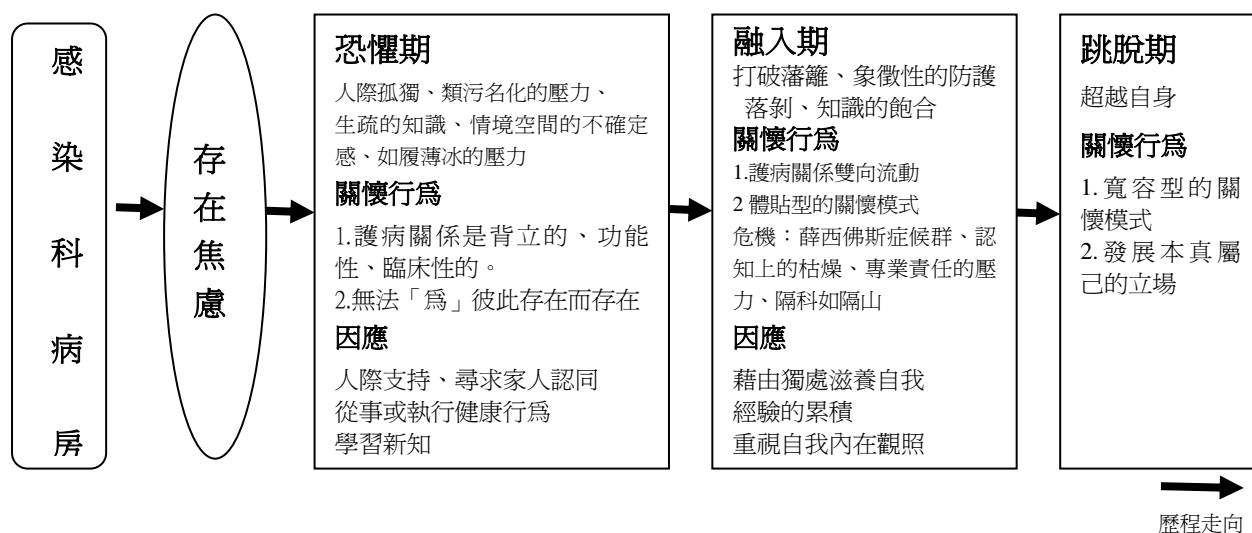 感染科病房
存在焦慮
恐懼期
人際孤獨、類污名化的壓力、
生疏的知識、情境空間的不確定
感、如履薄冰的壓力
關懷行為
1.護病關係是背立的、功能
性、臨床性的。
2.無法「為」彼此存在而存在
因應
人際支持、尋求家人認同
從事或執行健康行為
學習新知
融入期
打破藩籬、象徵性的防護
落剝、知識的飽合
關懷行為
1.護病關係雙向流動
2 體貼型的關懷模式
危機：薛西佛斯症候群、認
知上的枯燥、專業責任的壓
力、隔科如隔山
因應
藉由獨處滋養自我
經驗的累積
重視自我內在觀照
跳脫期
超越自身
關懷行為
1.寬容型的關
懷模式
2.發展本真屬
己的立場
歷程走向